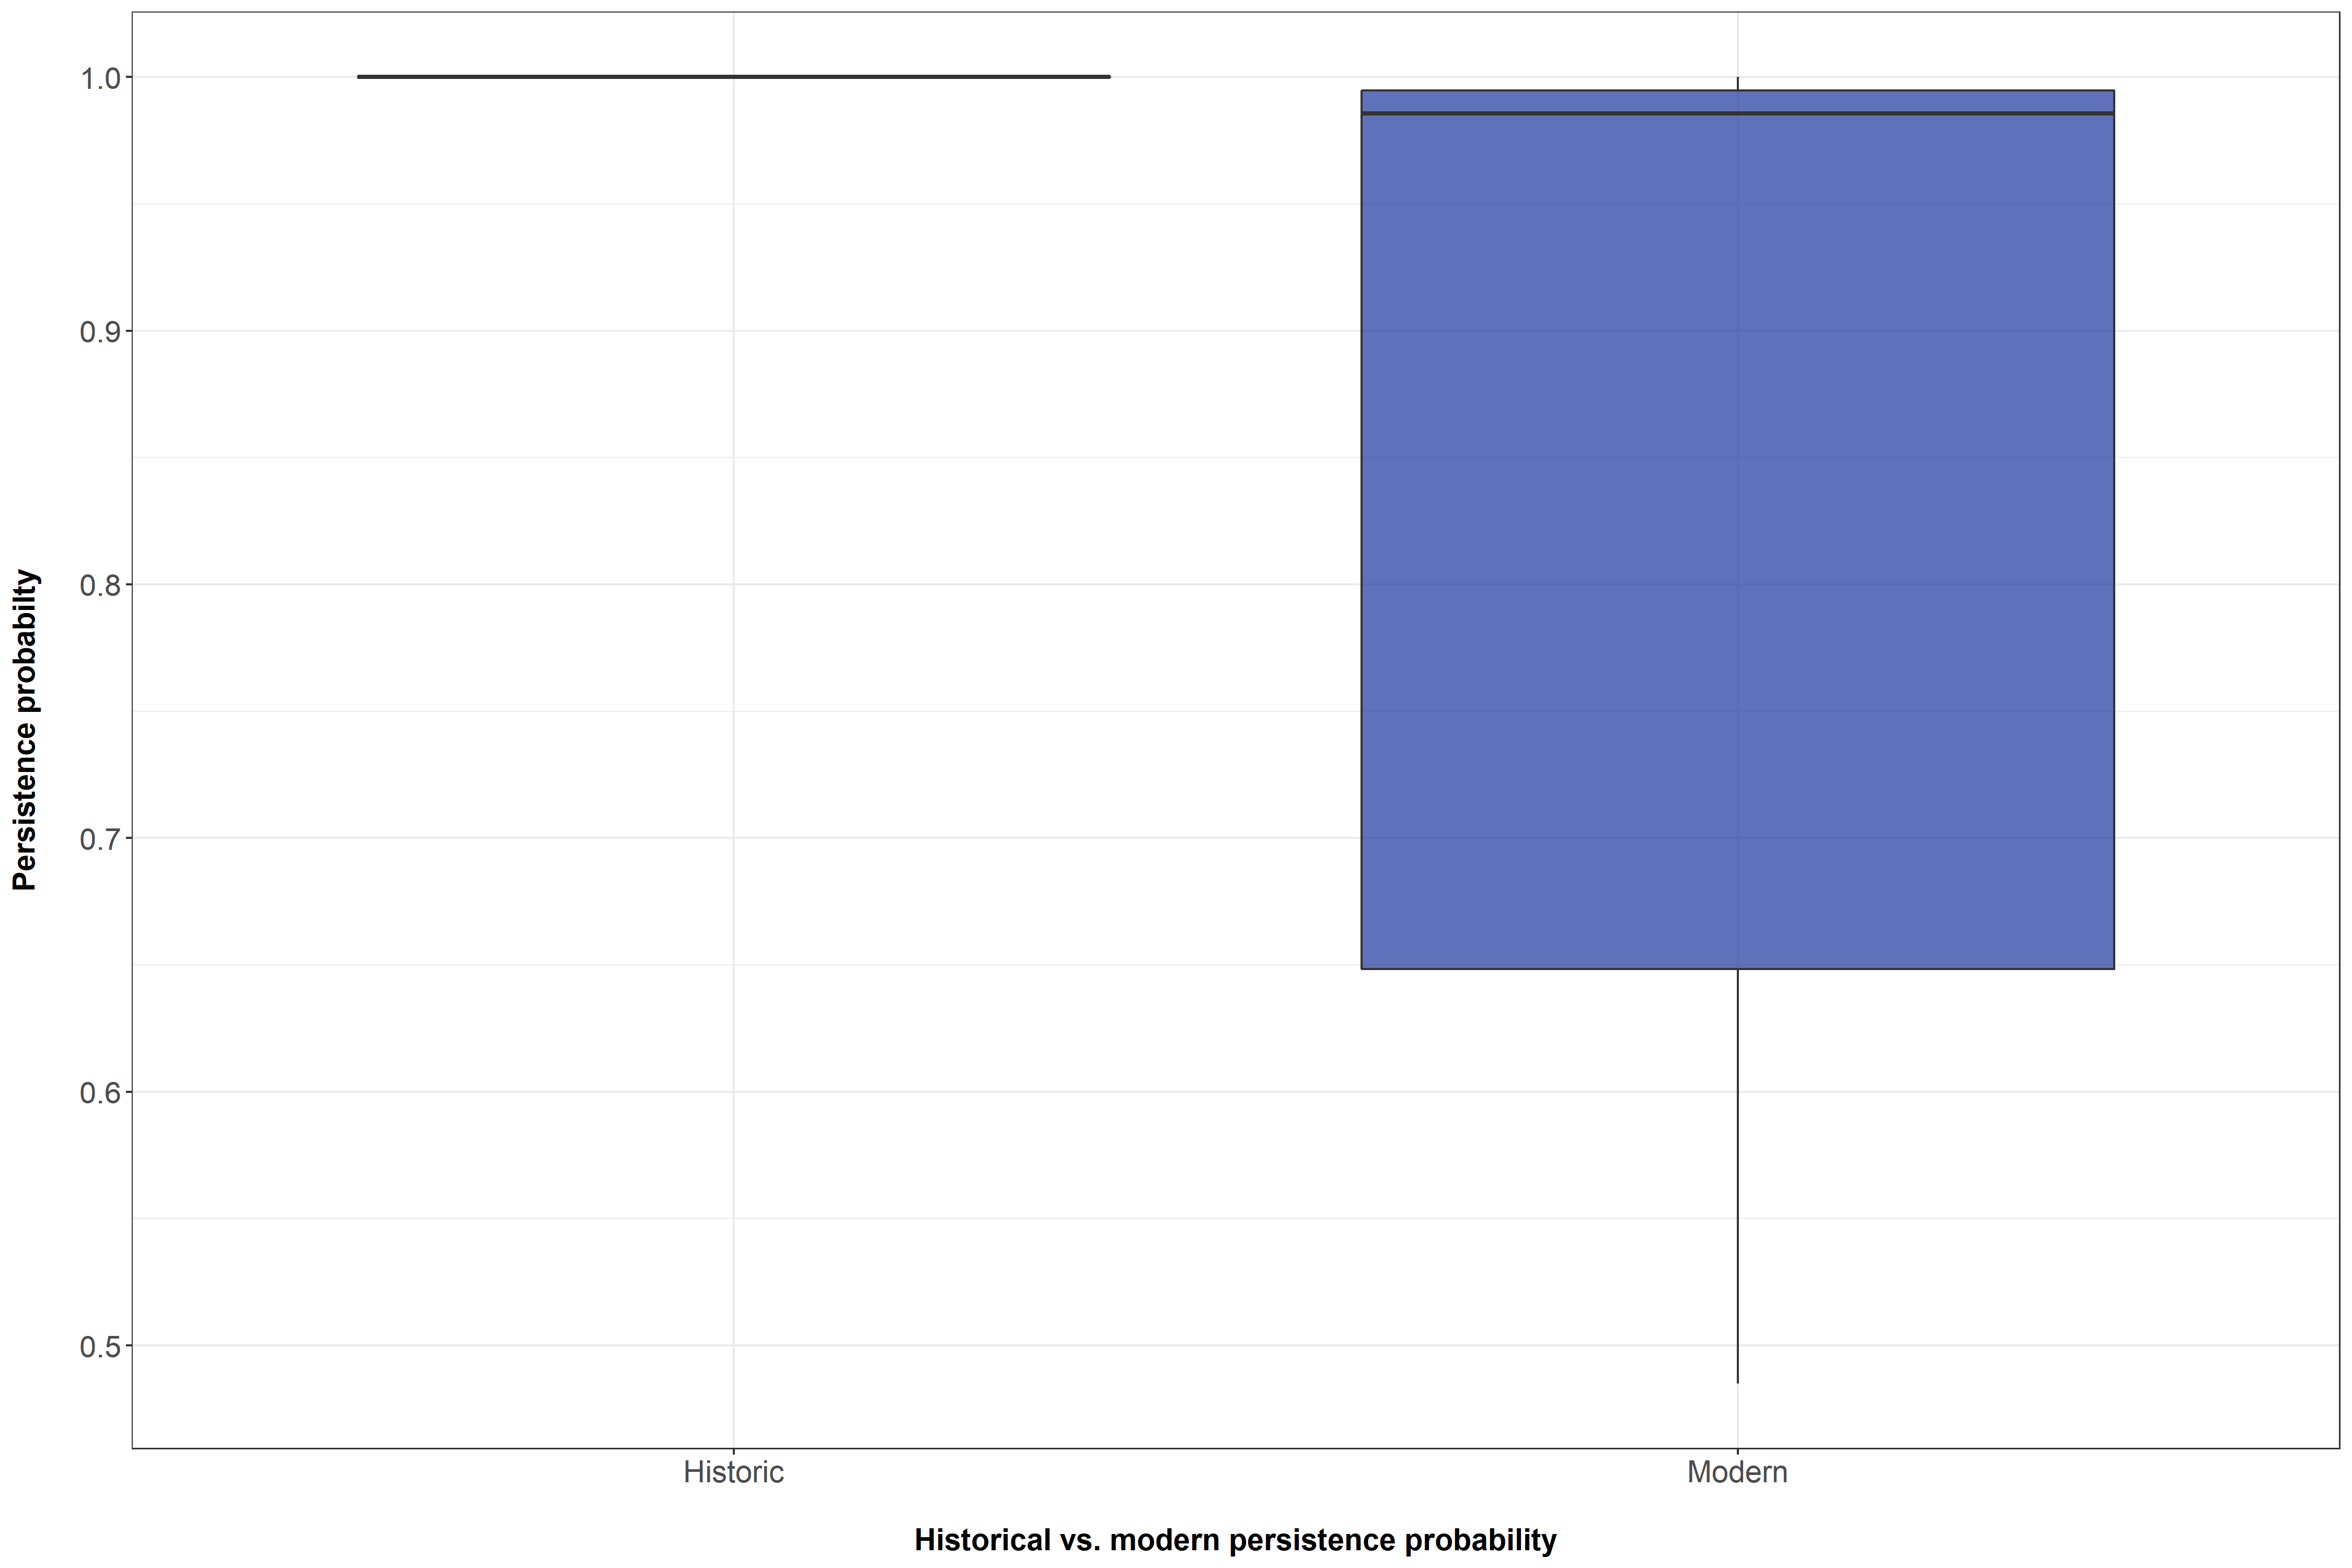 Persistence probabilty
1.0
0.9
0.8
0.7
0.6
0.5
Historic
Modern
Historical vs. modern persistence probability